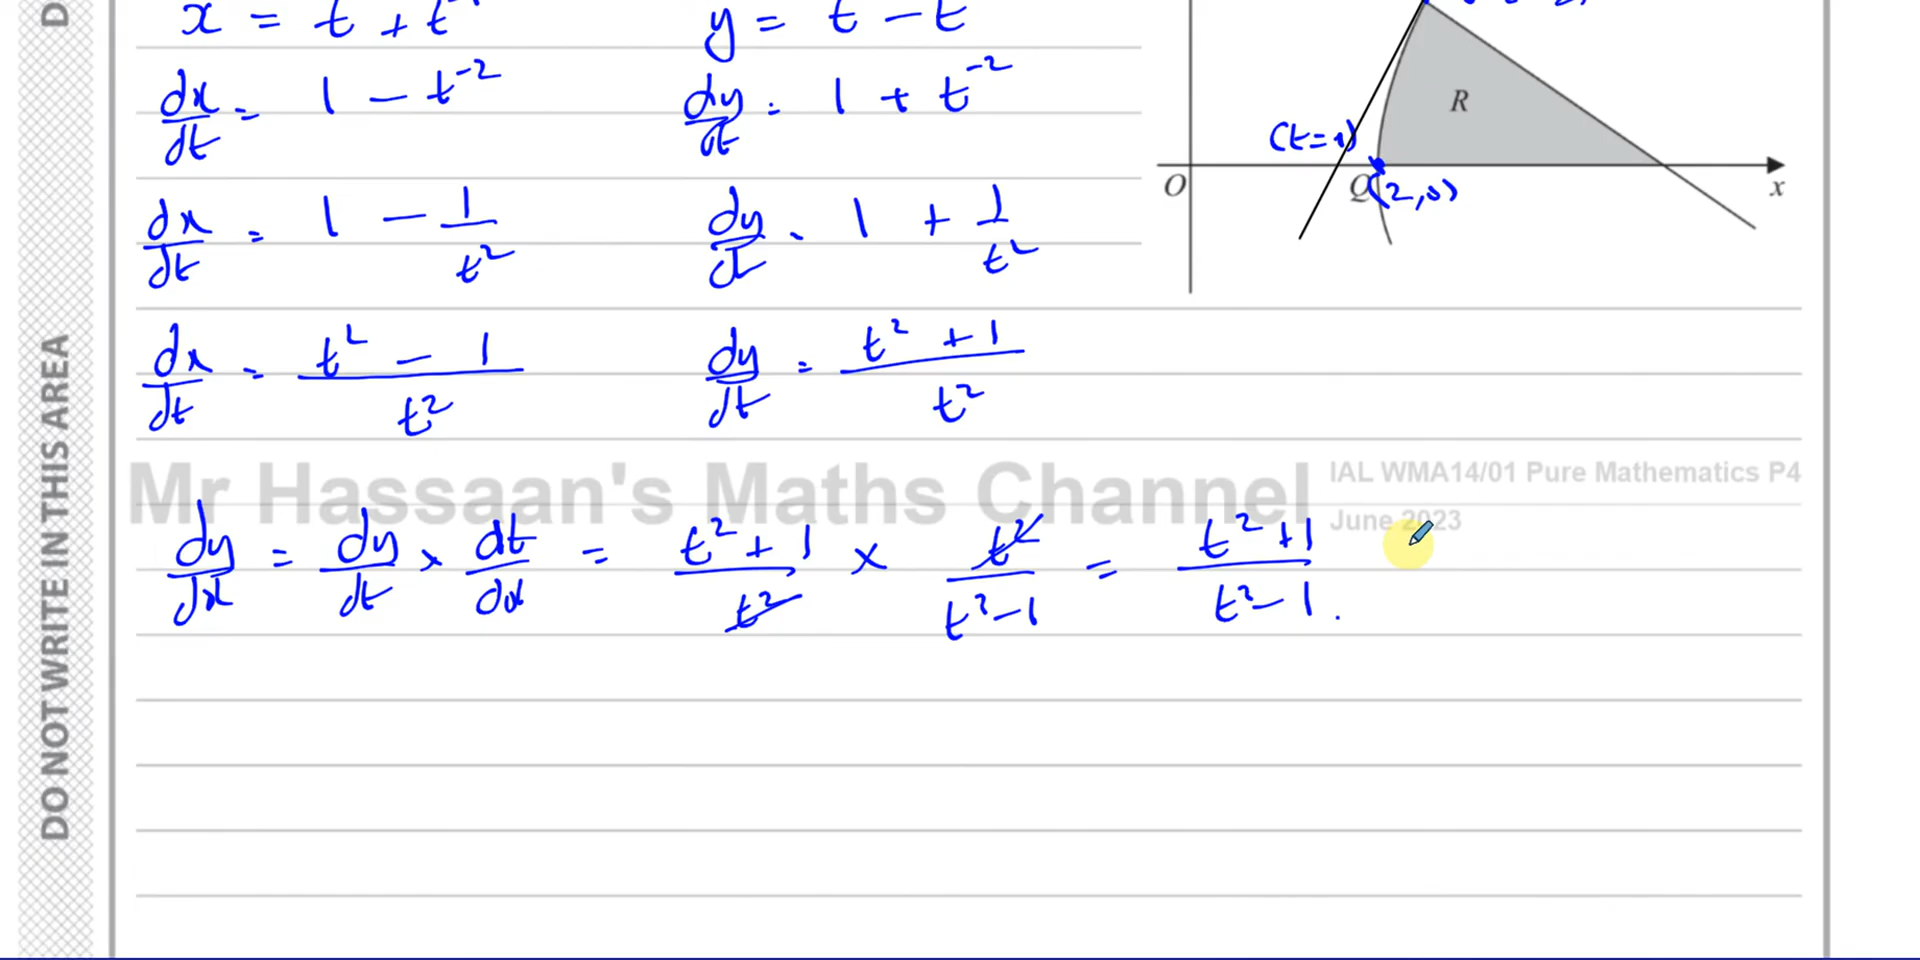 x = t + t⁻ y = t - t
dx/dt = 1 - t⁻² dy/dt = 1 + t⁻²
R
(t=1)
O Q (2,0) x
dx/dt = 1 - 1/t² dy/dt = 1 + 1/t²
dx/dt = (t² - 1)/t² dy/dt = (t² + 1)/t²
Mr Hassaan's Maths Channel
IAL WMA14/01 Pure Mathematics P4
June 2023
dy/dx = dy/dt × dt/dx = (t² + 1)/t² × t²/(t² - 1) = (t² + 1)/(t² - 1).
DO NOT WRITE IN THIS AREA
D